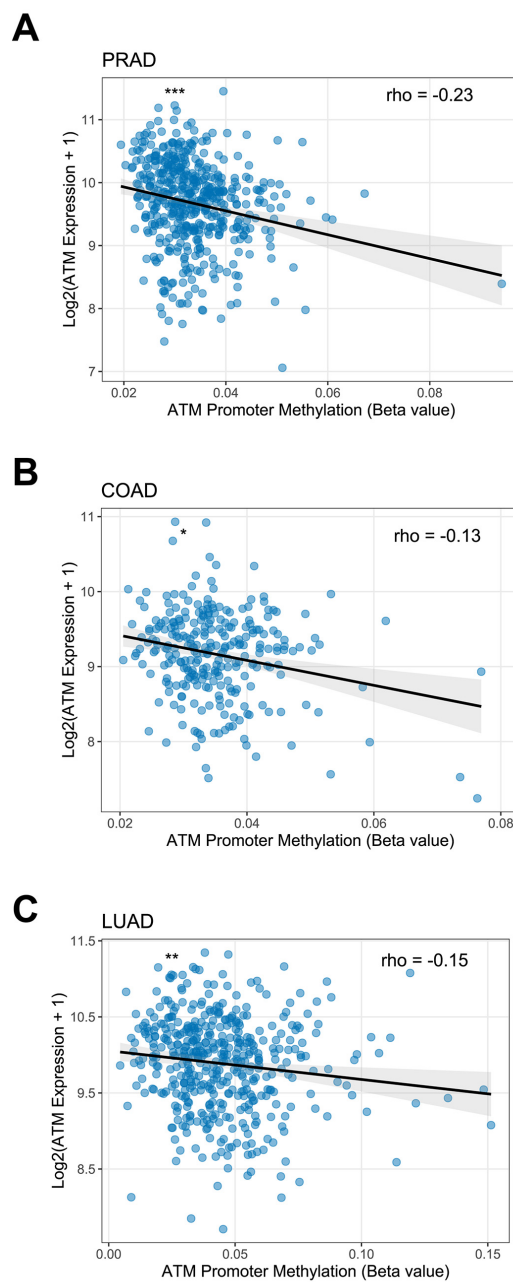 A
PRAD
***
rho = -0.23
11
10
9
8
7
Log2(ATM Expression + 1)
0.02 0.04 0.06 0.08
ATM Promoter Methylation (Beta value)
B
COAD
*
rho = -0.13
11
10
9
8
Log2(ATM Expression + 1)
0.02 0.04 0.06 0.08
ATM Promoter Methylation (Beta value)
C
LUAD
**
rho = -0.15
11.5
10.5
9.5
8.5
Log2(ATM Expression + 1)
0.00 0.05 0.10 0.15
ATM Promoter Methylation (Beta value)